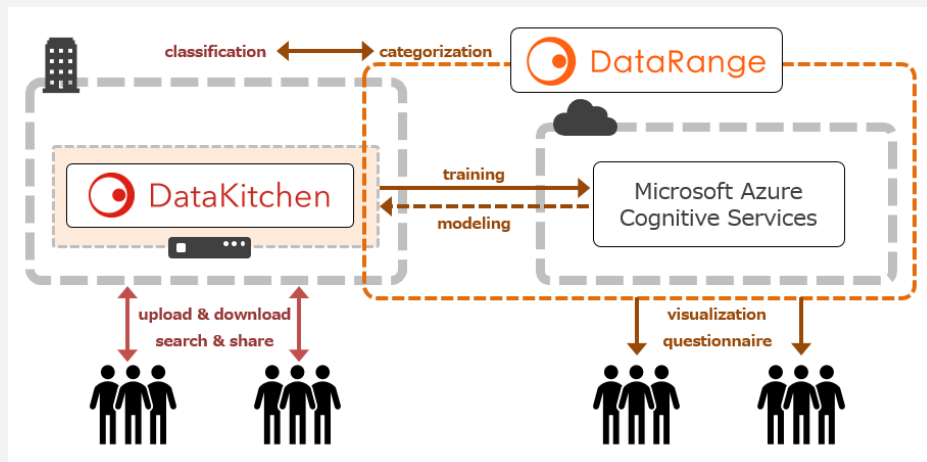 classification
categorization
DataRange
DataKitchen
training
modeling
Microsoft Azure
Cognitive Services
upload & download
search & share
visualization
questionnaire